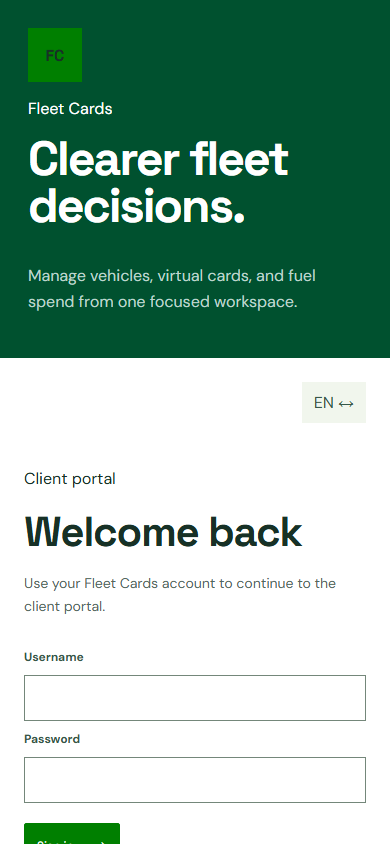 FC
Fleet Cards
Clearer fleet
decisions.
Manage vehicles, virtual cards, and fuel
spend from one focused workspace.
EN ↔
Client portal
Welcome back
Use your Fleet Cards account to continue to the
client portal.
Username
Password